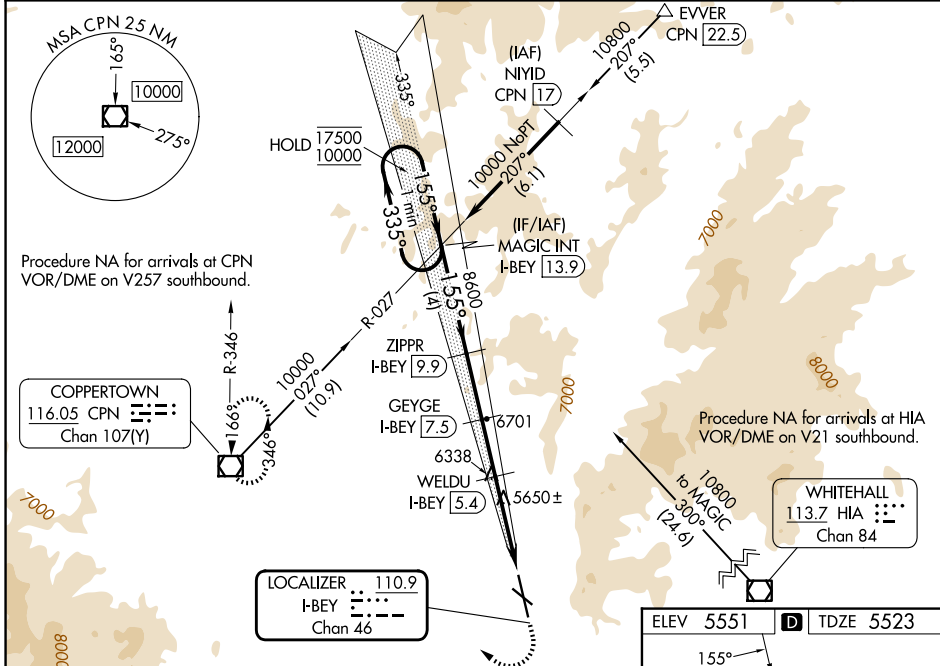 MSA CPN 25 NM
165°
10000
12000
275°
EVVER
CPN 22.5
10800
207°
(5.5)
(IAF)
NIYID
CPN 17
10000 NoPT
207°
(6.1)
335°
HOLD 17500
10000
155°
1 min
335°
(IF/IAF)
MAGIC INT
I-BEY 13.9
7000
Procedure NA for arrivals at CPN
VOR/DME on V257 southbound.
8600
155°
(4)
R-027
R-346
10000
027°
(10.9)
ZIPPR
I-BEY 9.9
8000
7000
COPPERTOWN
116.05 CPN
Chan 107(Y)
166°
346°
GEYGE
I-BEY 7.5
6701
Procedure NA for arrivals at HIA
VOR/DME on V21 southbound.
6338
WELDU
I-BEY 5.4
5650 ±
10800
to MAGIC
300°
(24.6)
WHITEHALL
113.7 HIA
Chan 84
7000
LOCALIZER 110.9
I-BEY
Chan 46
8000
ELEV 5551 D TDZE 5523
155°